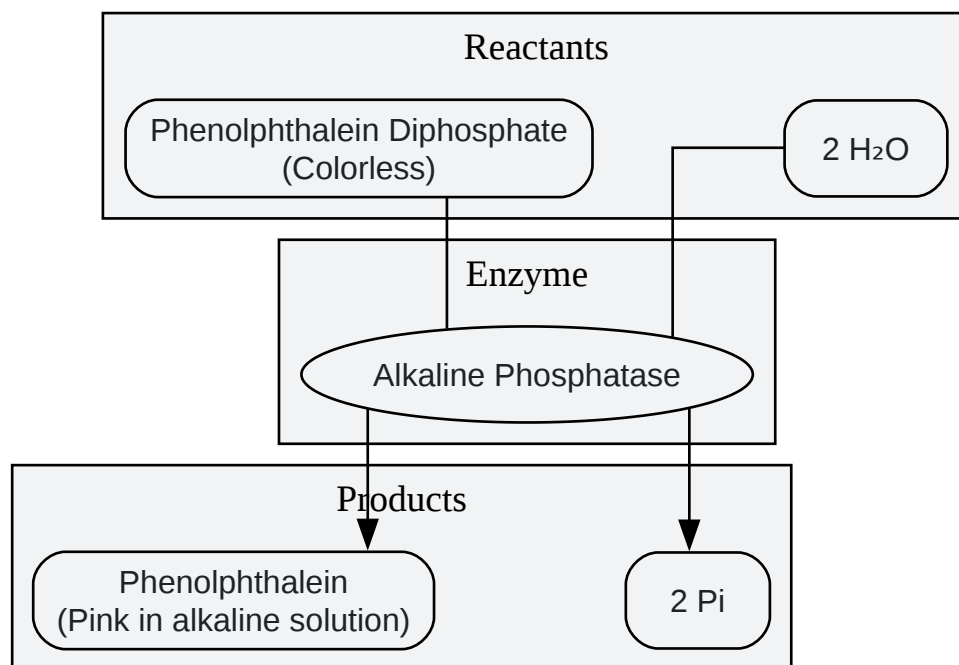 Reactants
Phenolphthalein Diphosphate
(Colorless)
2 H₂O
Enzyme
Alkaline Phosphatase
Products
Phenolphthalein
(Pink in alkaline solution)
2 Pi